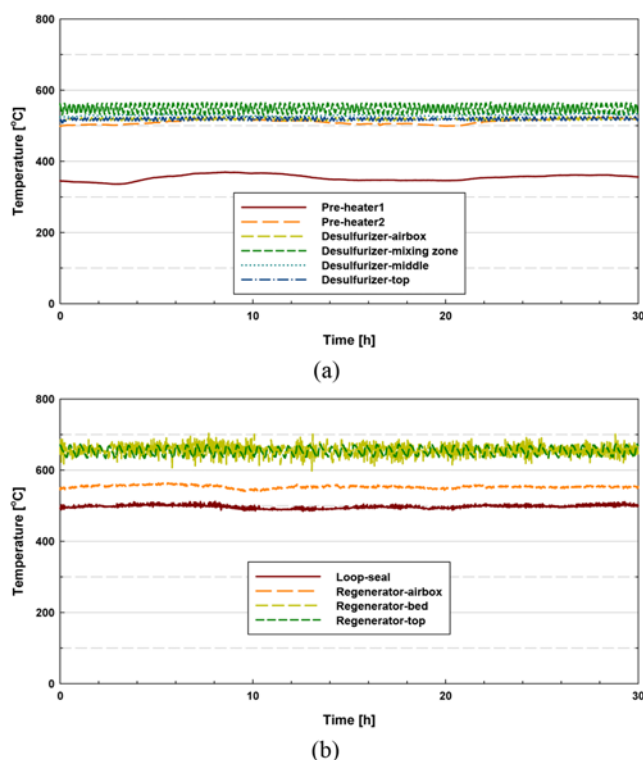 800
600
400
200
0
Temperature [°C]
Pre-heater1
Pre-heater2
Desulfurizer-airbox
Desulfurizer-mixing zone
Desulfurizer-middle
Desulfurizer-top
0 10 20 30
Time [h]
(a)
800
600
400
200
0
Temperature [°C]
Loop-seal
Regenerator-airbox
Regenerator-bed
Regenerator-top
0 10 20 30
Time [h]
(b)